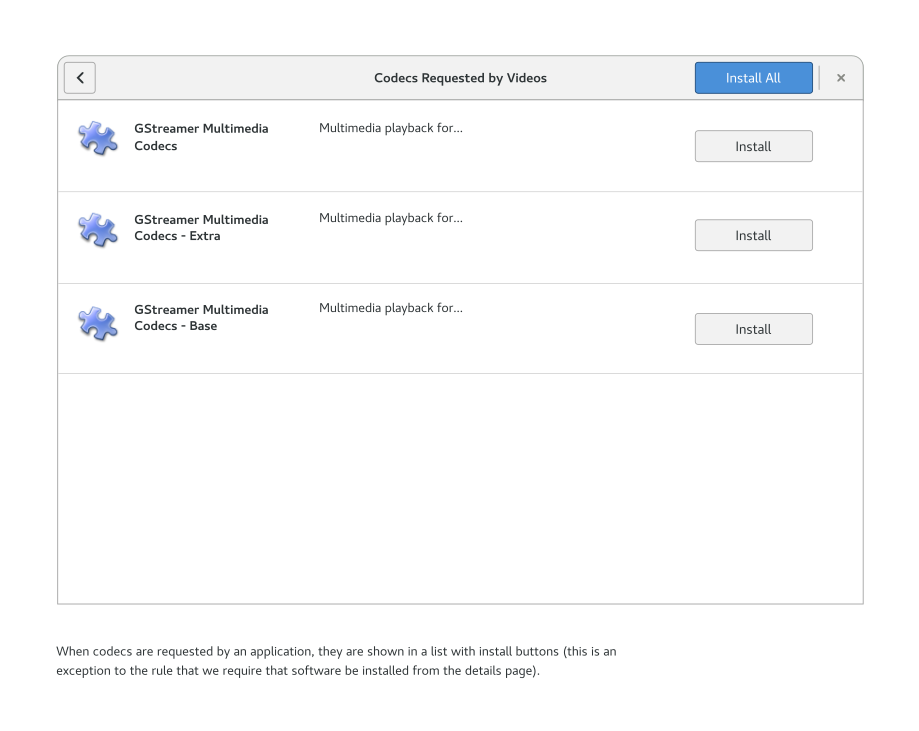 Codecs Requested by Videos
Install All
GStreamer Multimedia
Codecs
Multimedia playback for...
Install
GStreamer Multimedia
Codecs - Extra
Multimedia playback for...
Install
GStreamer Multimedia
Codecs - Base
Multimedia playback for...
Install
When codecs are requested by an application, they are shown in a list with install buttons (this is an
exception to the rule that we require that software be installed from the details page).